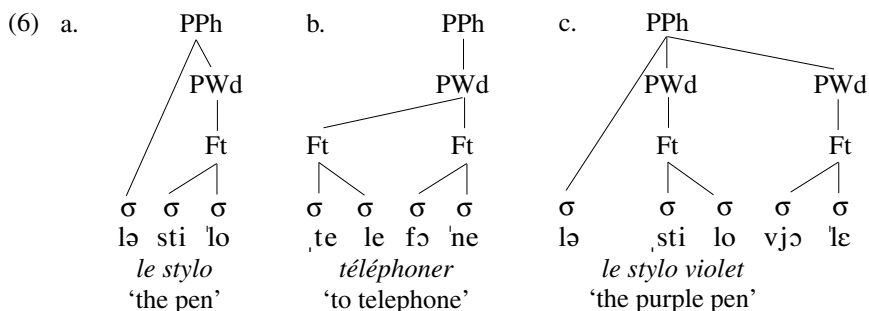 (6) a. PPh b. PPh c. PPh
PWd PWd PWd PWd
Ft Ft Ft Ft Ft
σ σ σ σ σ σ σ σ σ σ σ σ
lə sti ˈlo ˌte le fɔ ˈne lə ˌsti lo vjɔ ˈlɛ
le stylo téléphoner le stylo violet
‘the pen’ ‘to telephone’ ‘the purple pen’